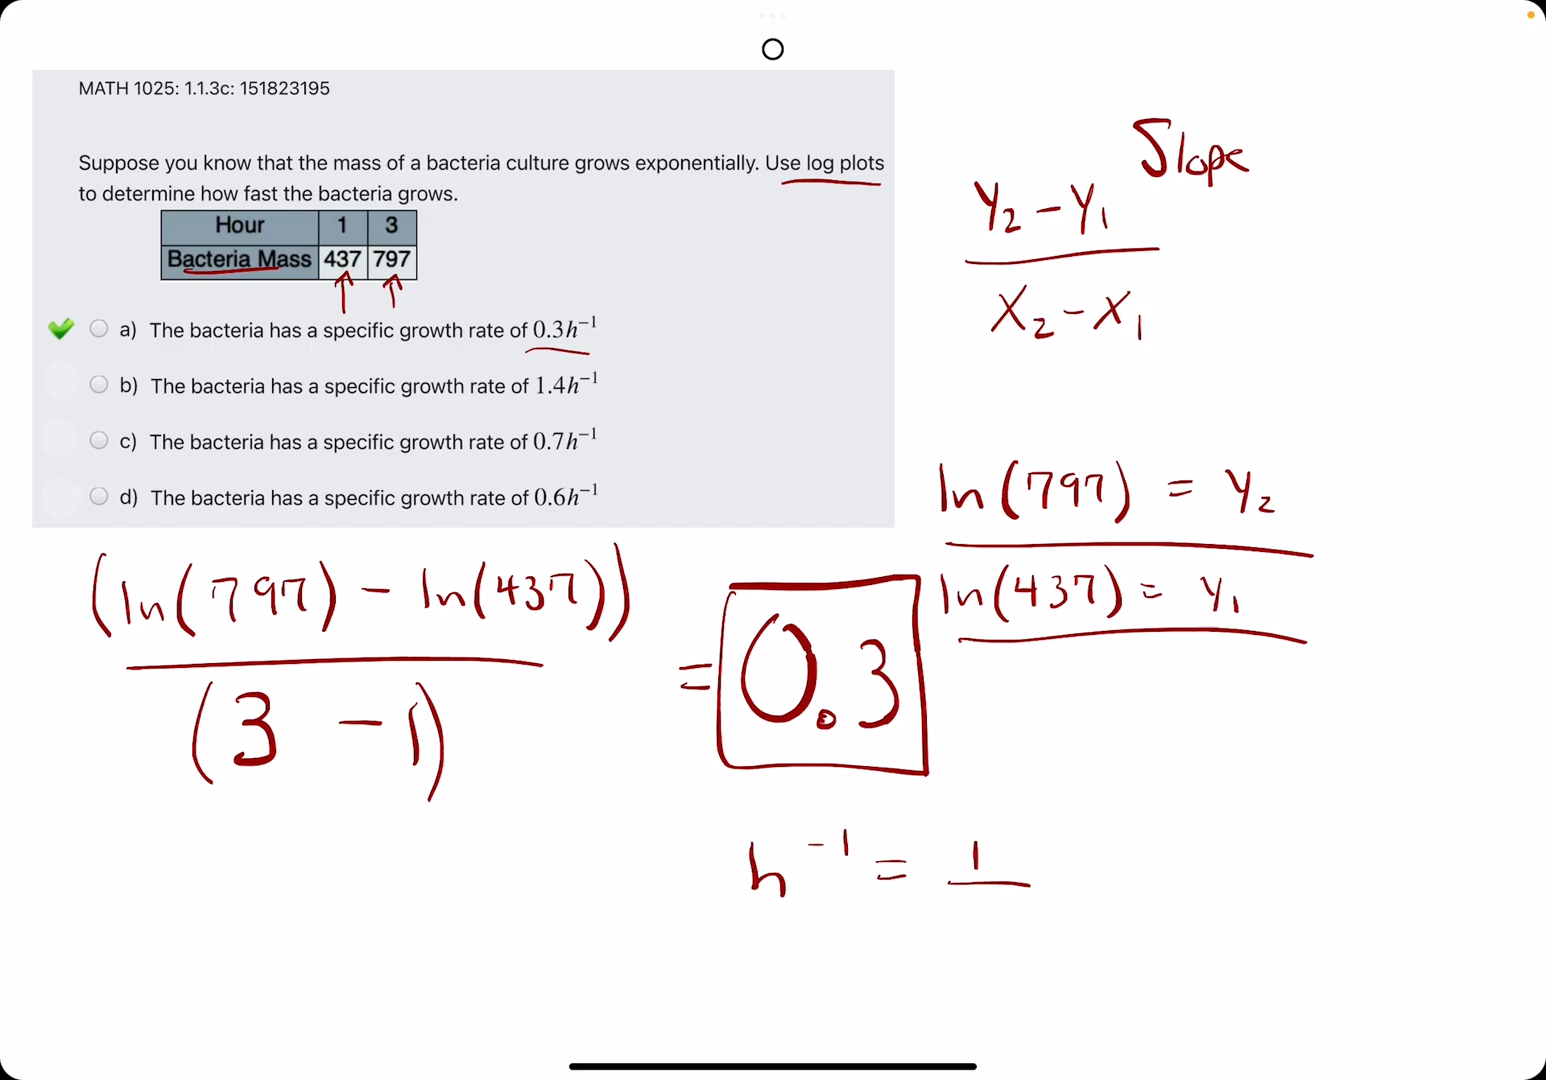 MATH 1025: 1.1.3c: 151823195
Suppose you know that the mass of a bacteria culture grows exponentially. Use log plots
to determine how fast the bacteria grows.
Hour 1 3
Bacteria Mass 437 797
a) The bacteria has a specific growth rate of 0.3h⁻¹
b) The bacteria has a specific growth rate of 1.4h⁻¹
c) The bacteria has a specific growth rate of 0.7h⁻¹
d) The bacteria has a specific growth rate of 0.6h⁻¹
Slope
Y₂-Y₁
X₂-X₁
ln(797) = Y₂
ln(437) = Y₁
(ln(797) - ln(437))
(3 - 1)
= 0.3
h⁻¹ = 1